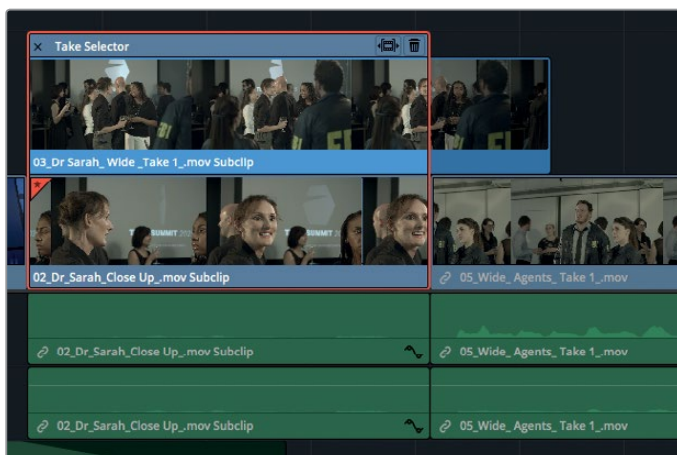 × Take Selector
03_Dr Sarah_ Wide _Take 1_.mov Subclip
02_Dr_Sarah_Close Up_.mov Subclip
05_Wide_ Agents_ Take 1_.mov
02_Dr_Sarah_Close Up_.mov Subclip
05_Wide_ Agents_ Take 1_.mov
02_Dr_Sarah_Close Up_.mov Subclip
05_Wide_ Agents_ Take 1_.mov